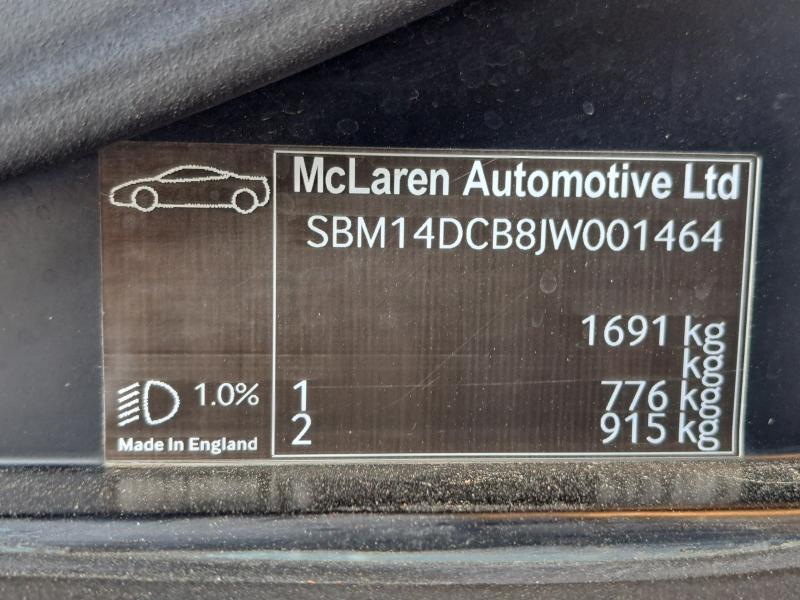 McLaren Automotive Ltd
SBM14DCB8JW001464
1691 kg
kg
1.0% 1 776 kg
2 915 kg
Made In England